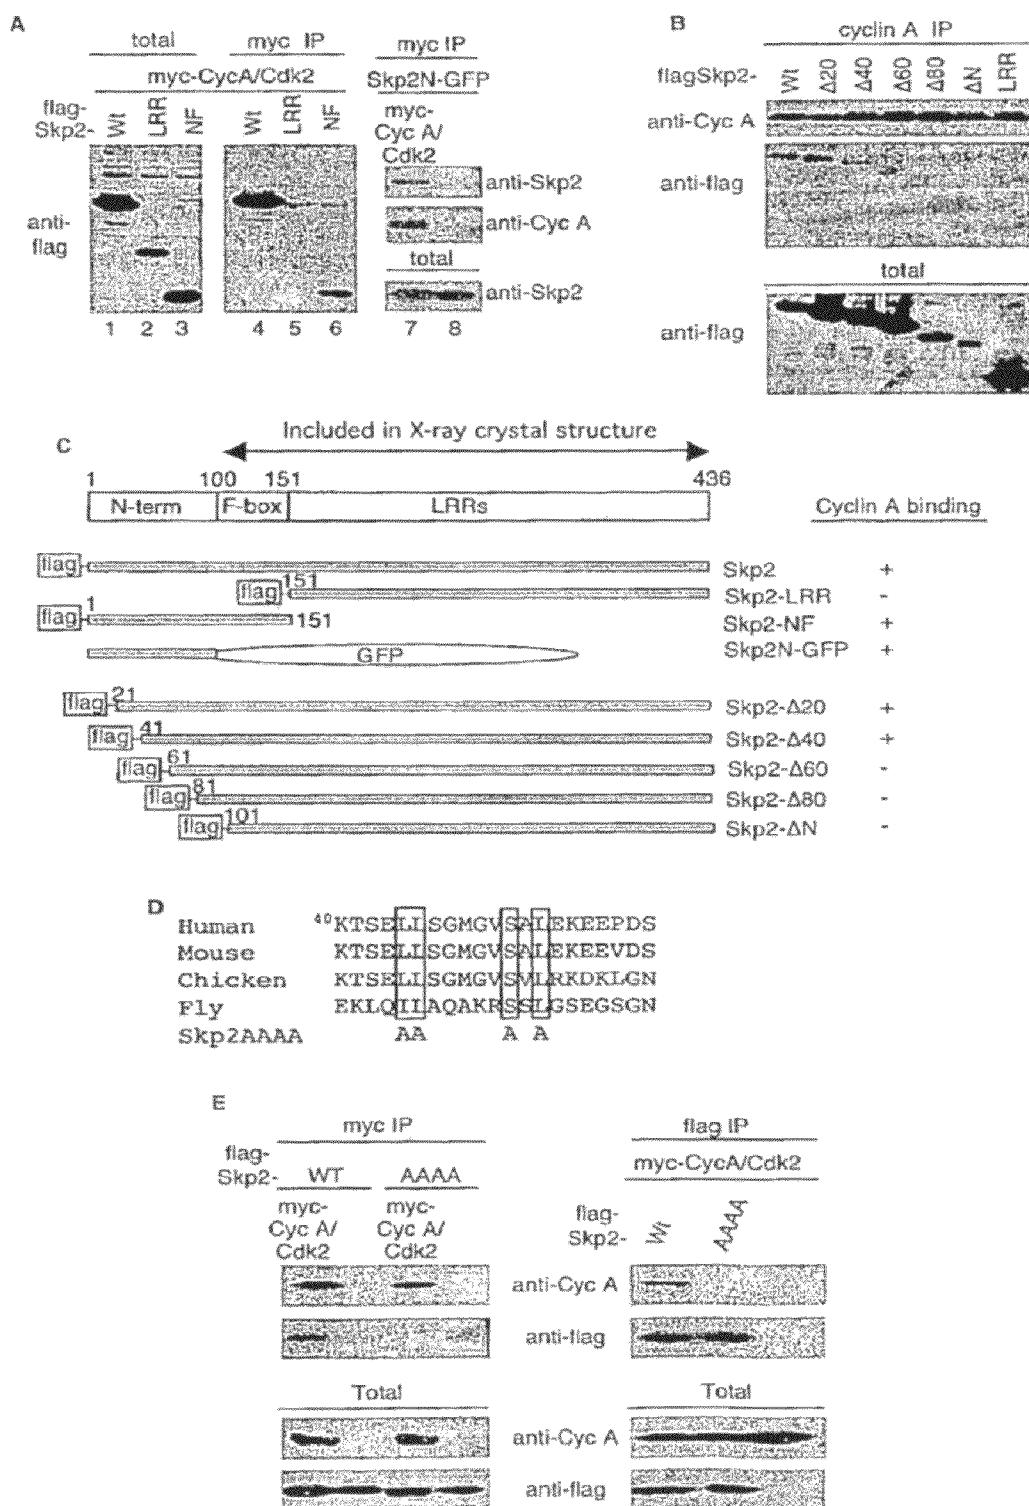 A
total
myc IP
myc IP
myc-CycA/Cdk2
Skp2N-GFP
flag-
Skp2-
Wt
LRR
NF
Wt
LRR
NF
myc-
Cyc A/
Cdk2
anti-
flag
anti-Skp2
anti-Cyc A
total
anti-Skp2
1 2 3 4 5 6 7 8
B
cyclin A IP
flagSkp2-
Wt
Δ20
Δ40
Δ60
Δ80
ΔN
LRR
anti-Cyc A
anti-flag
total
anti-flag
C
Included in X-ray crystal structure
1 100 151 436
N-term F-box LRRs
Cyclin A binding
flag Skp2 +
flag 151 Skp2-LRR -
flag 1 151 Skp2-NF +
GFP Skp2N-GFP +
flag 21 Skp2-Δ20 +
flag 41 Skp2-Δ40 +
flag 61 Skp2-Δ60 -
flag 81 Skp2-Δ80 -
flag 101 Skp2-ΔN -
D
Human 40 KTSELLSGMGVSALEKEEPDS
Mouse KTSELLSGMGVSALEKEEVDS
Chicken KTSELLSGMGVSVLRKDKLGN
Fly EKLQILAQAKRSSLGSEGSGN
Skp2AAAA AA A A
E
myc IP
flag-
Skp2-
WT
AAAA
myc-
Cyc A/
Cdk2
myc-
Cyc A/
Cdk2
flag IP
myc-CycA/Cdk2
flag-
Skp2-
Wt
AAAA
anti-Cyc A
anti-flag
Total
Total
anti-Cyc A
anti-flag